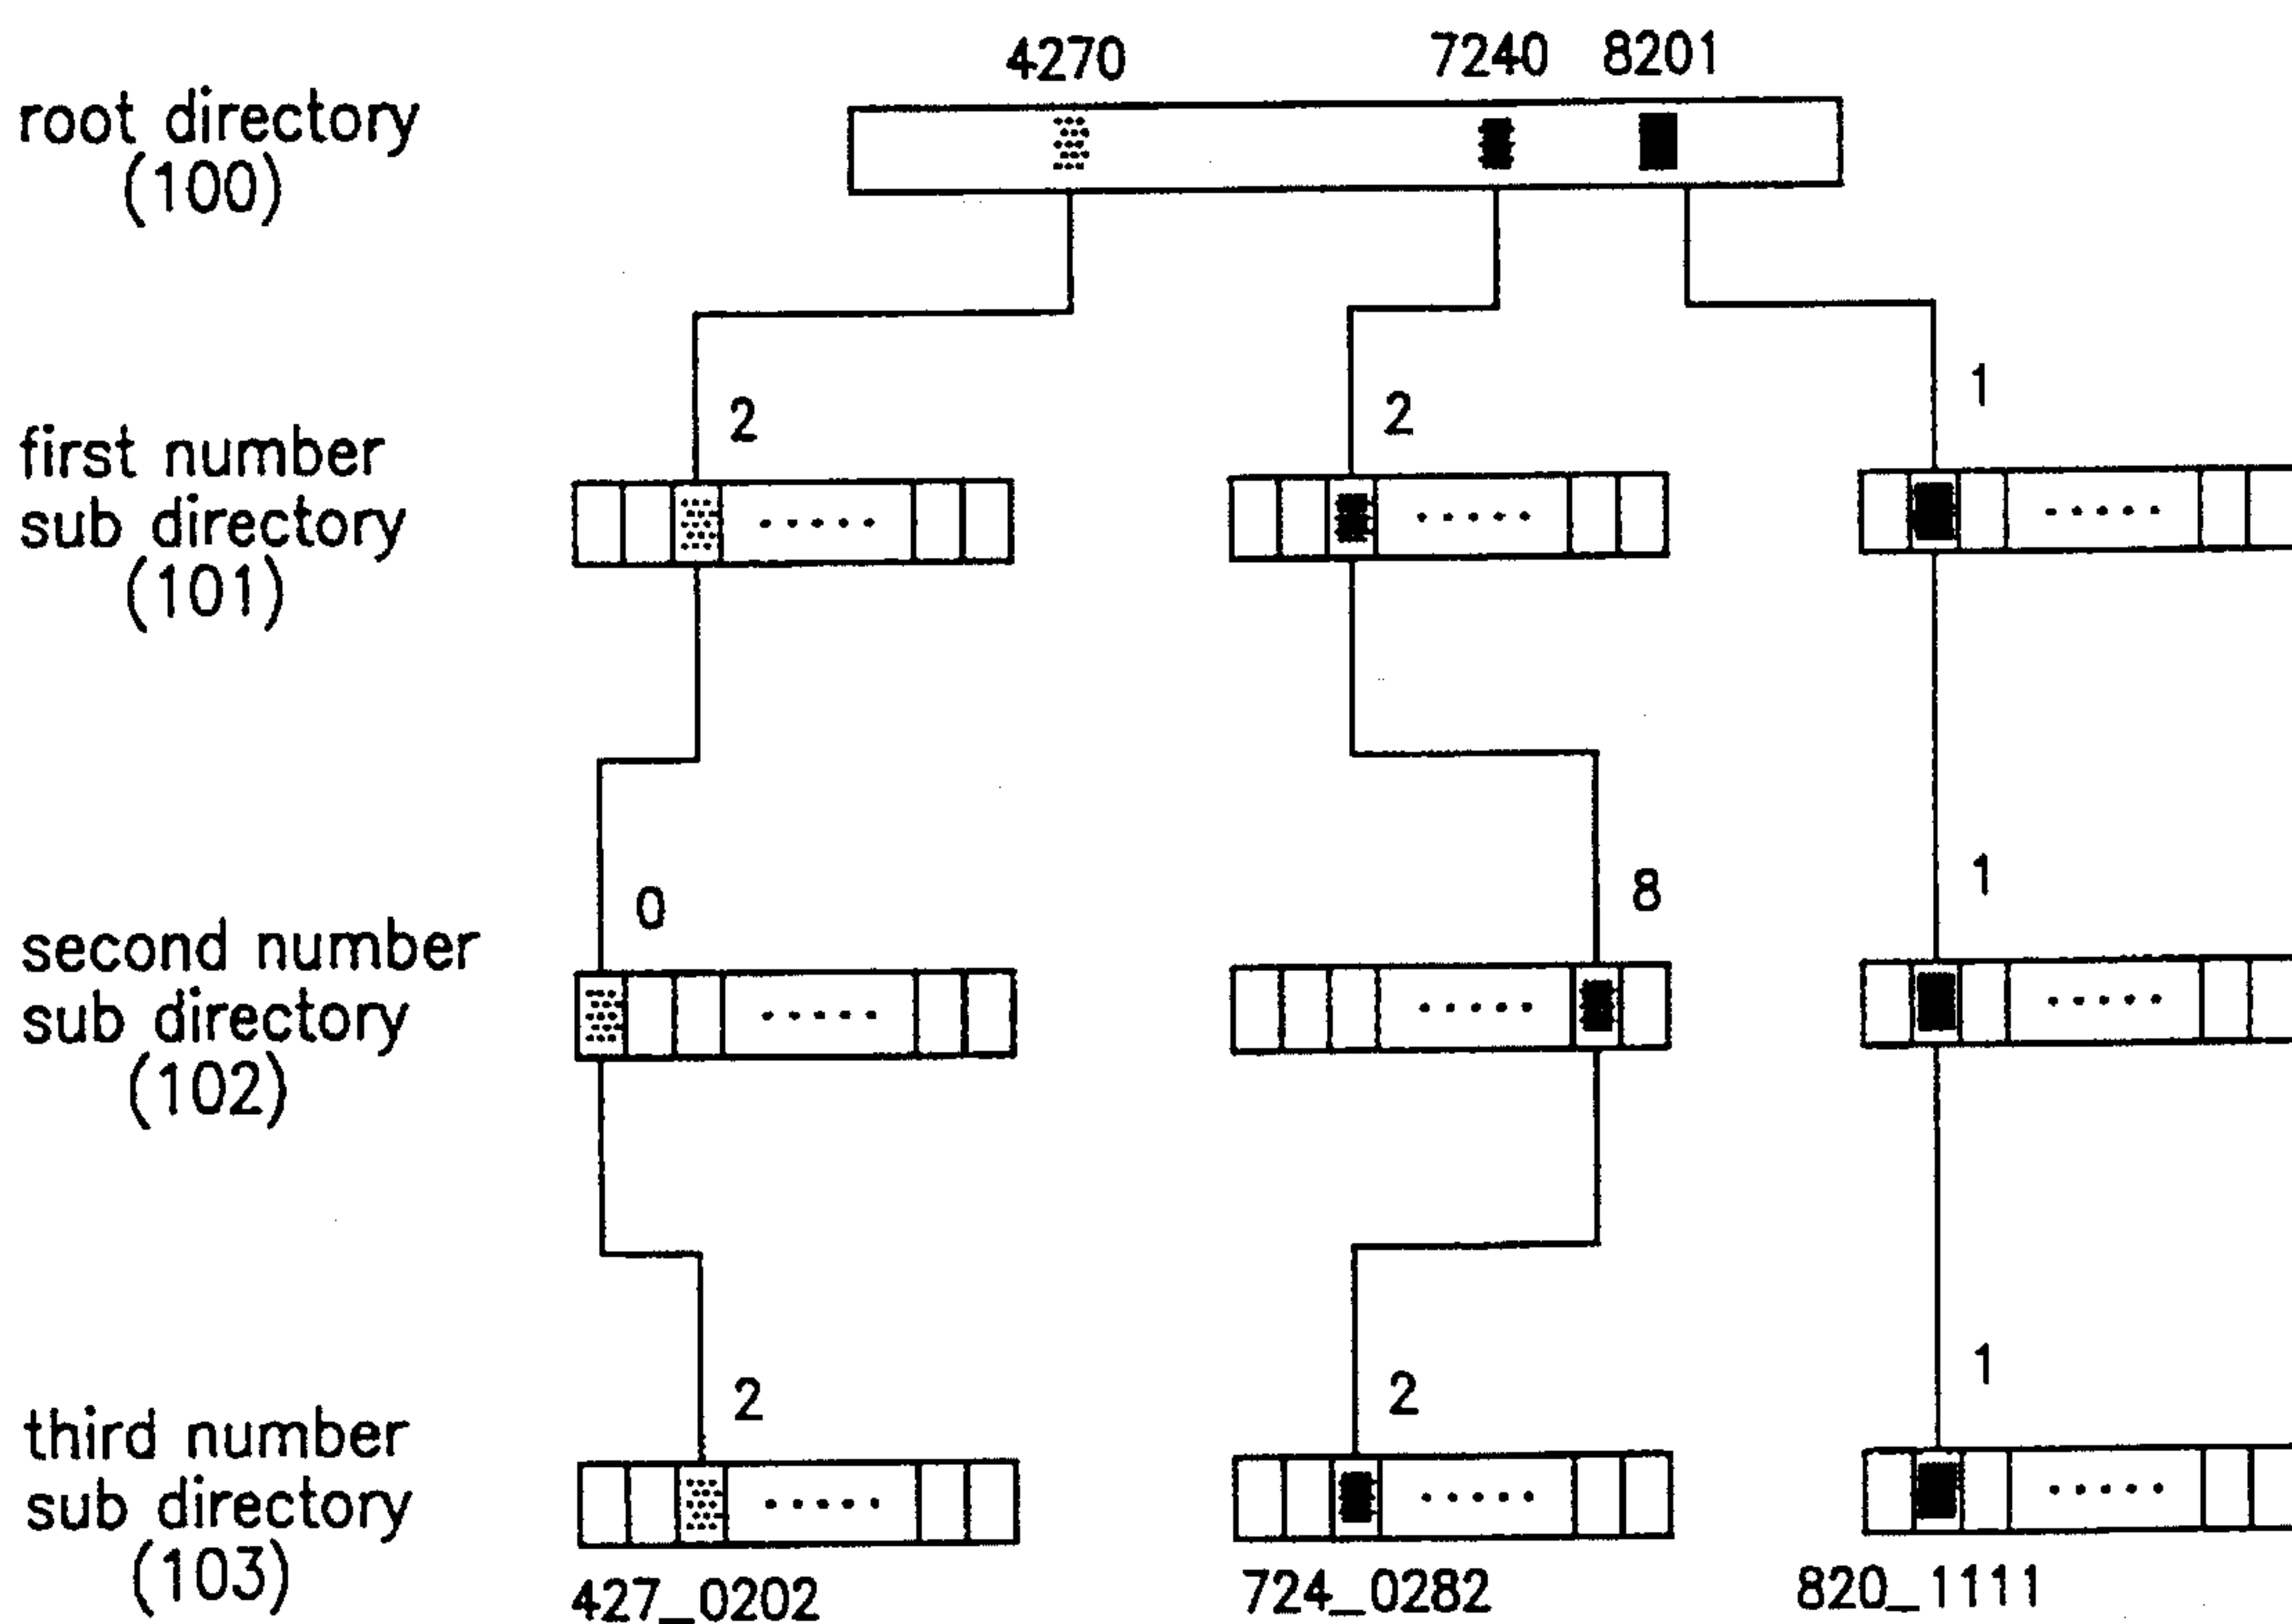 4270 7240 8201
root directory
(100)
2 2 1
first number
sub directory
(101)
0 8 1
second number
sub directory
(102)
2 2 1
third number
sub directory
(103)
427_0202 724_0282 820_1111